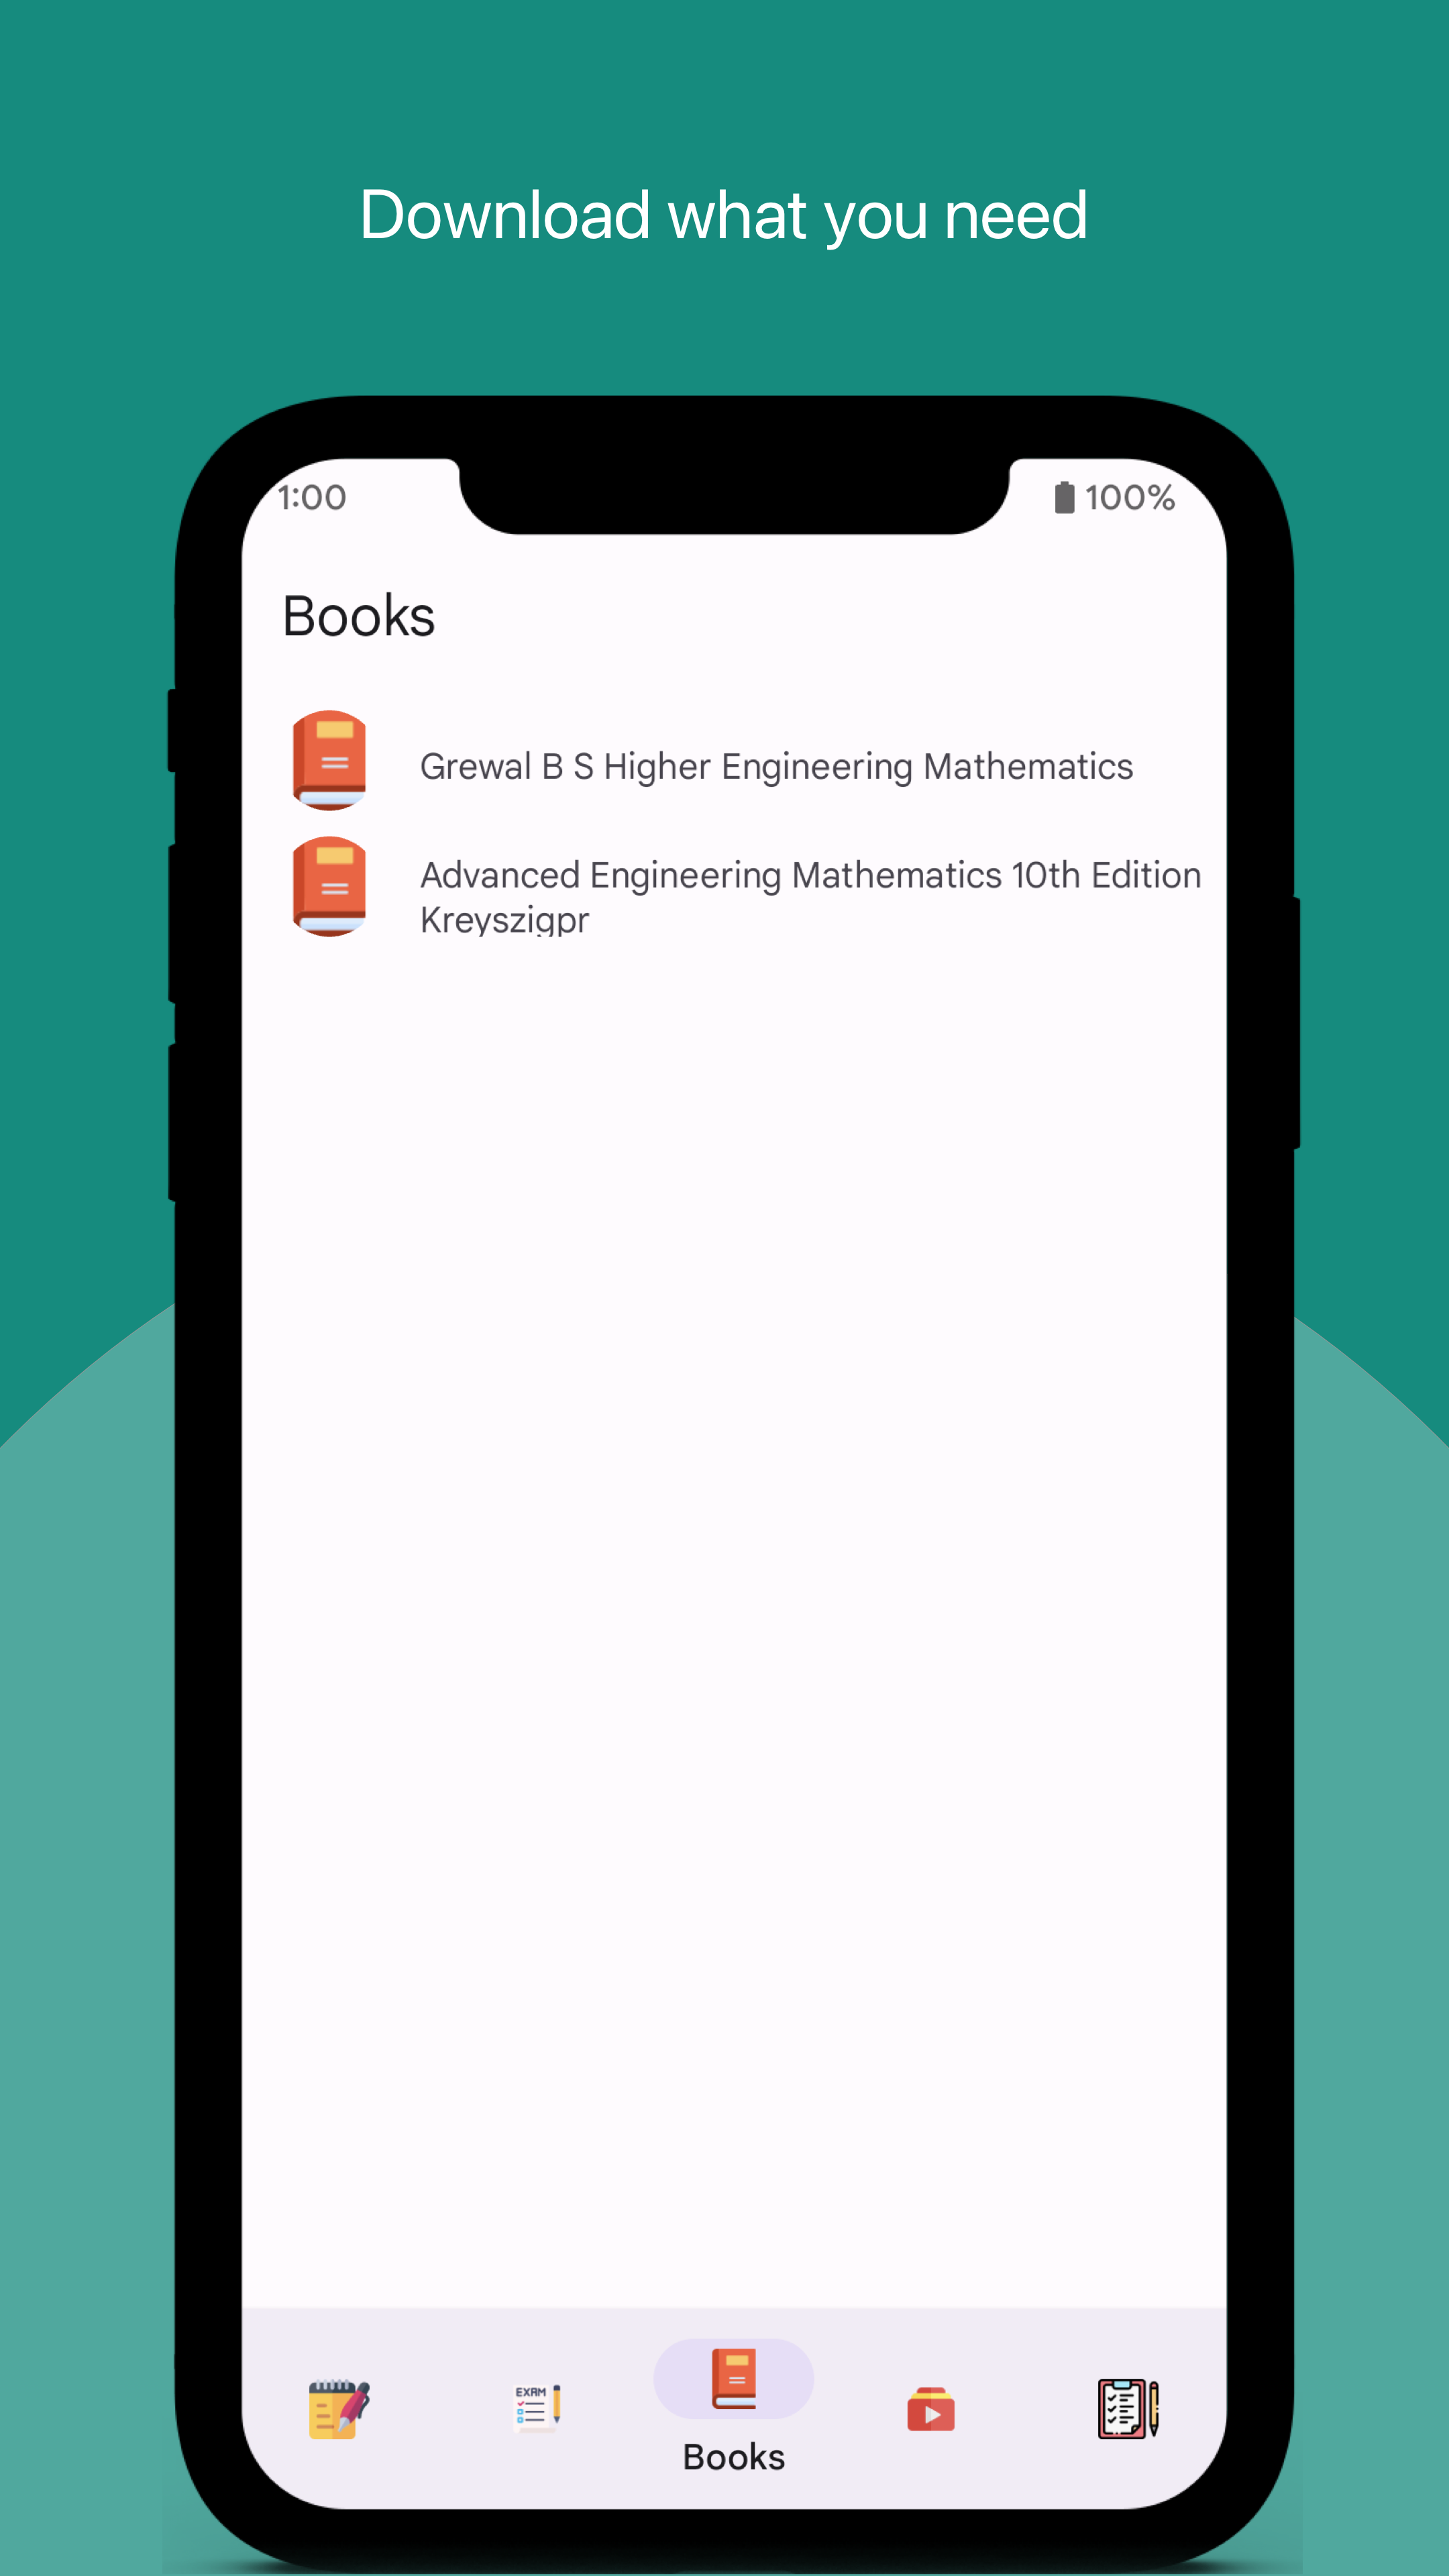 Download what you need
1:00
100%
Books
Grewal B S Higher Engineering Mathematics
Advanced Engineering Mathematics 10th Edition
Kreyszigpr
EXAM
Books